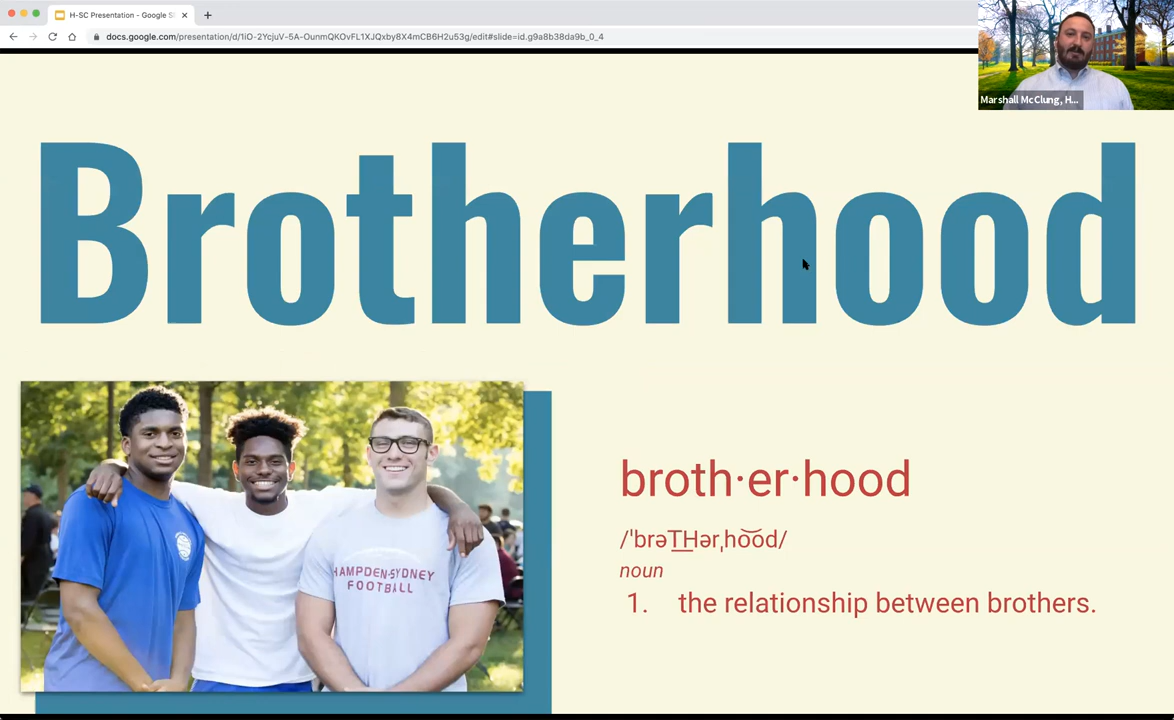 H-SC Presentation - Google S
docs.google.com/presentation/d/1iO-2YcjuV-5A-OunmQKOvFL1XJQxby8X4mCB6H2u53g/edit#slide=id.g9a8b38da9b_0_4
Marshall McClung, H...
Brotherhood
HAMPDEN-SYDNEY
FOOTBALL
broth·er·hood
/ˈbrəT͟Hərˌho͝od/
noun
1. the relationship between brothers.